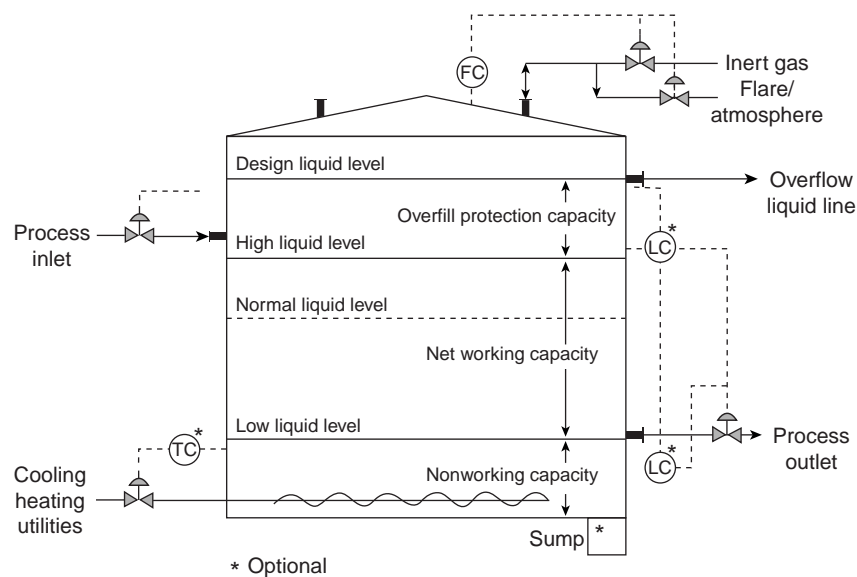 FC
Inert gas
Flare/
atmosphere
Design liquid level
Overflow
liquid line
Overfill protection capacity
Process
inlet
High liquid level
LC*
Normal liquid level
Net working capacity
Low liquid level
TC*
Process
outlet
LC*
Nonworking capacity
Cooling
heating
utilities
Sump *
* Optional